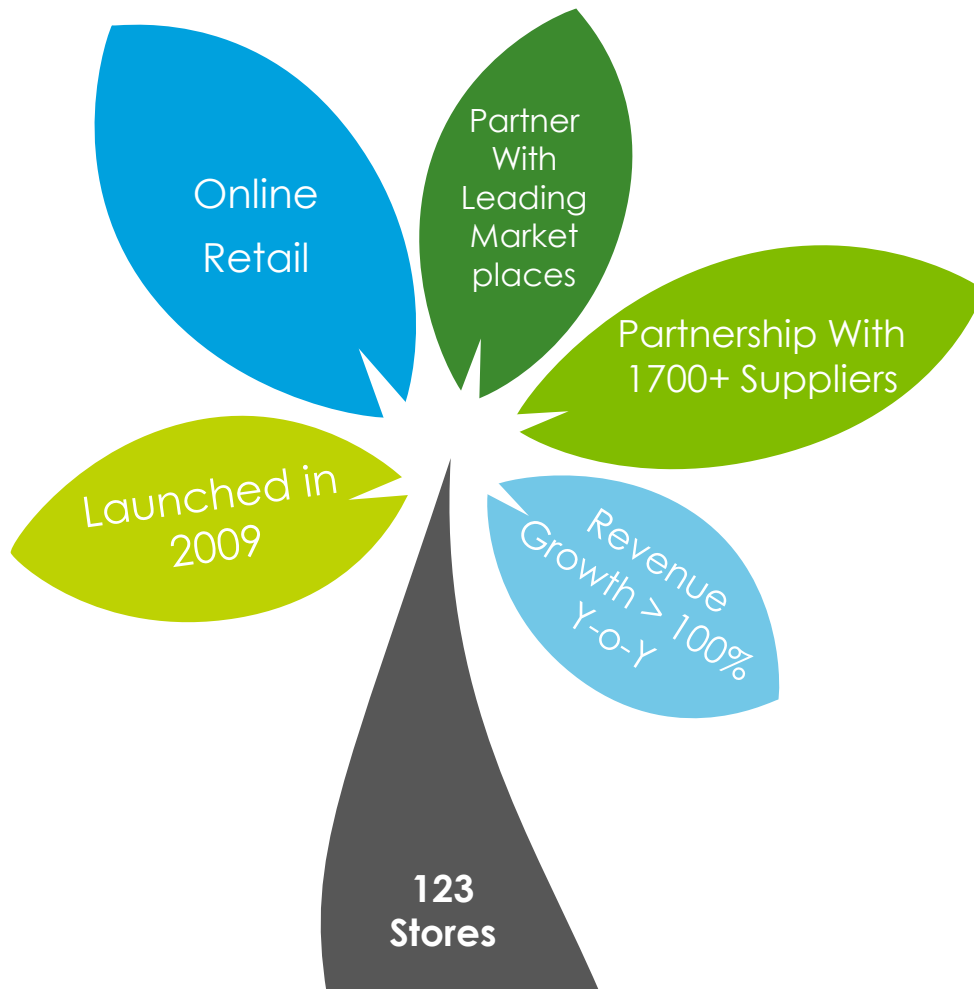 Online
Retail
Partner
With
Leading
Market
places
Partnership With
1700+ Suppliers
Launched in
2009
Revenue
Growth > 100%
Y-o-Y
123
Stores